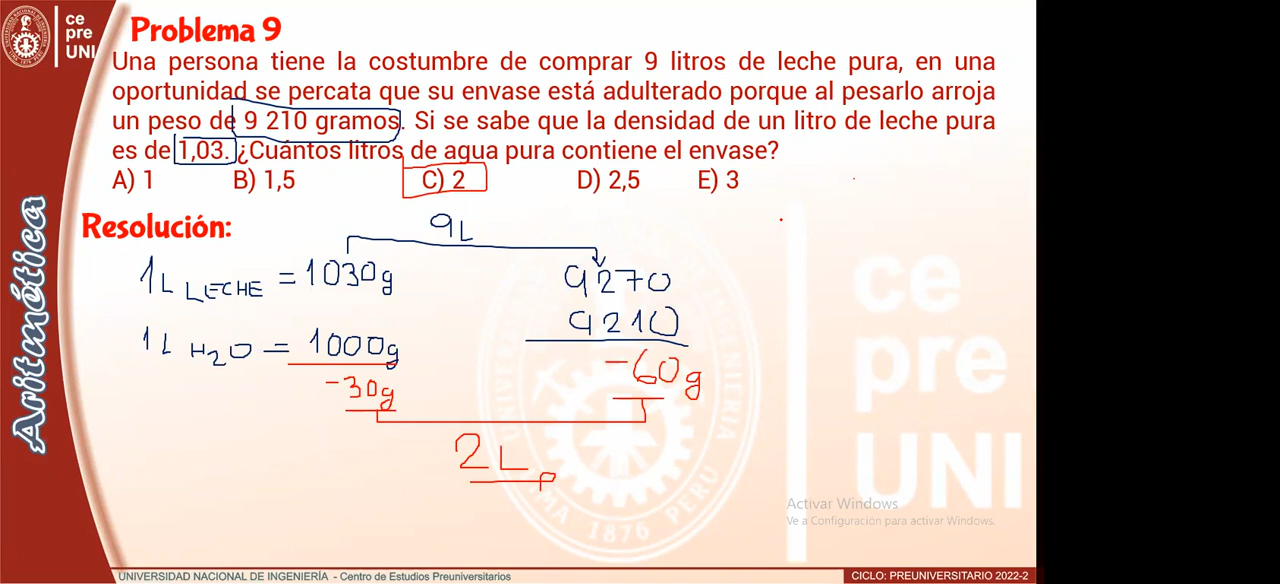 ce
pre
UNI
Problema 9
Una persona tiene la costumbre de comprar 9 litros de leche pura, en una
oportunidad se percata que su envase está adulterado porque al pesarlo arroja
un peso de 9 210 gramos. Si se sabe que la densidad de un litro de leche pura
es de 1,03. ¿Cuántos litros de agua pura contiene el envase?
A) 1 B) 1,5 C) 2 D) 2,5 E) 3
Resolución:
9L
1L LECHE = 1030g 9270
9210
1L H2O = 1000g
-60g
-30g
2L
Aritmética
ce
pre
UNI
1876
PERU
Activar Windows
Ve a Configuración para activar Windows.
UNIVERSIDAD NACIONAL DE INGENIERÍA - Centro de Estudios Preuniversitarios
CICLO: PREUNIVERSITARIO 2022-2